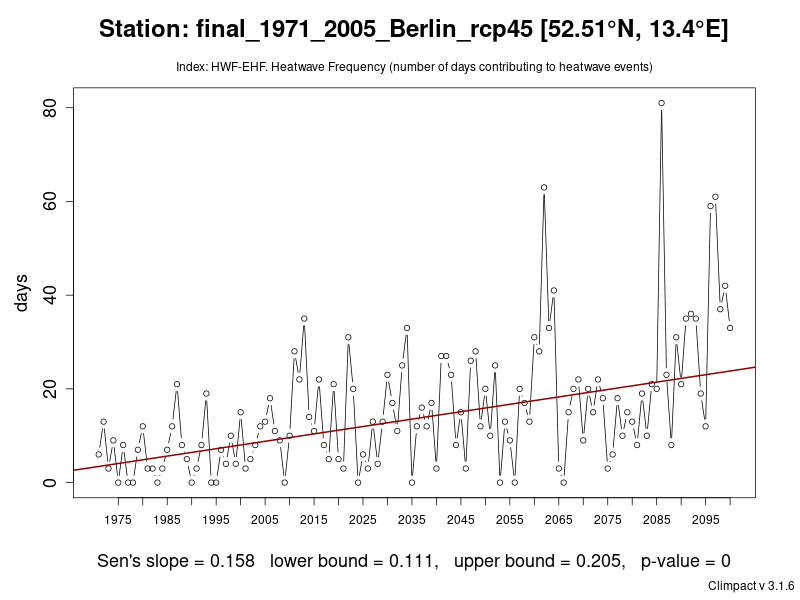 Station: final_1971_2005_Berlin_rcp45 [52.51°N, 13.4°E]
Index: HWF-EHF. Heatwave Frequency (number of days contributing to heatwave events)
80
60
40
20
0
days
1975 1985 1995 2005 2015 2025 2035 2045 2055 2065 2075 2085 2095
Sen's slope = 0.158 lower bound = 0.111, upper bound = 0.205, p-value = 0
Climpact v 3.1.6